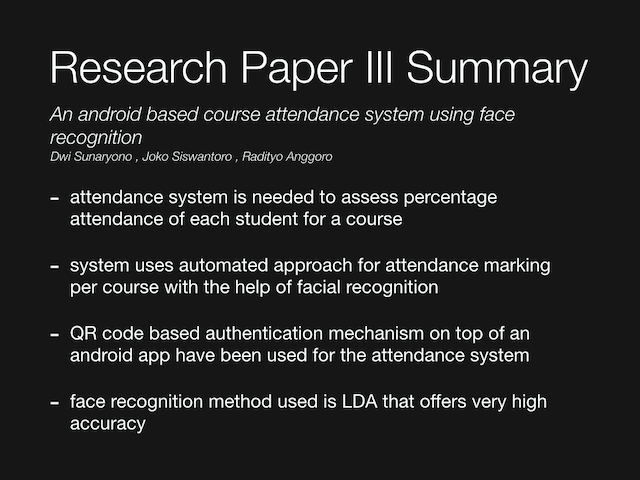 Research Paper III Summary
An android based course attendance system using face
recognition
Dwi Sunaryono , Joko Siswantoro , Radityo Anggoro
- attendance system is needed to assess percentage
attendance of each student for a course
- system uses automated approach for attendance marking
per course with the help of facial recognition
- QR code based authentication mechanism on top of an
android app have been used for the attendance system
- face recognition method used is LDA that offers very high
accuracy